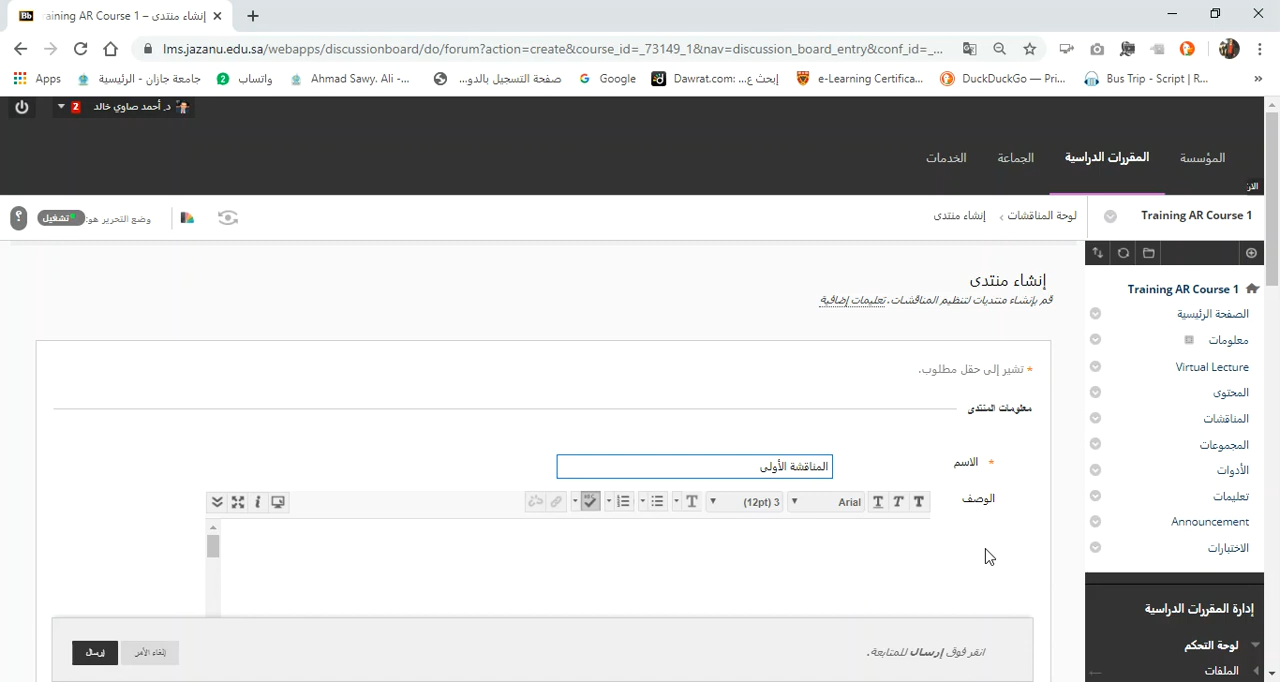 raining AR Course 1 – إنشاء منتدى
lms.jazanu.edu.sa/webapps/discussionboard/do/forum?action=create&course_id=_73149_1&nav=discussion_board_entry&conf_id=_...
Apps
جامعة جازان - الرئيسية
واتساب
Ahmad Sawy. Ali -...
صفحة التسجيل بالدو...
Google
Dawrat.com | إبحث ع...
e-Learning Certifica...
DuckDuckGo — Pri...
Bus Trip - Script | R...
»
د. أحمد صاوي خالد
2
المؤسسة
المقررات الدراسية
الجماعة
الخدمات
Training AR Course 1
لوحة المناقشات
إنشاء منتدى
وضع التحرير هو:
تشغيل
?
إنشاء منتدى
قم بإنشاء منتديات لتنظيم المناقشات. تعليمات إضافية
* تشير إلى حقل مطلوب.
معلومات المنتدى
* الاسم
المناقشة الأولى
الوصف
T T T Arial 3 (12pt) T
انقر فوق إرسال للمتابعة.
إلغاء الأمر
إرسال
Training AR Course 1
الصفحة الرئيسية
معلومات
Virtual Lecture
المحتوى
المناقشات
المجموعات
الأدوات
تعليمات
Announcement
الاختبارات
إدارة المقررات الدراسية
لوحة التحكم
الملفات